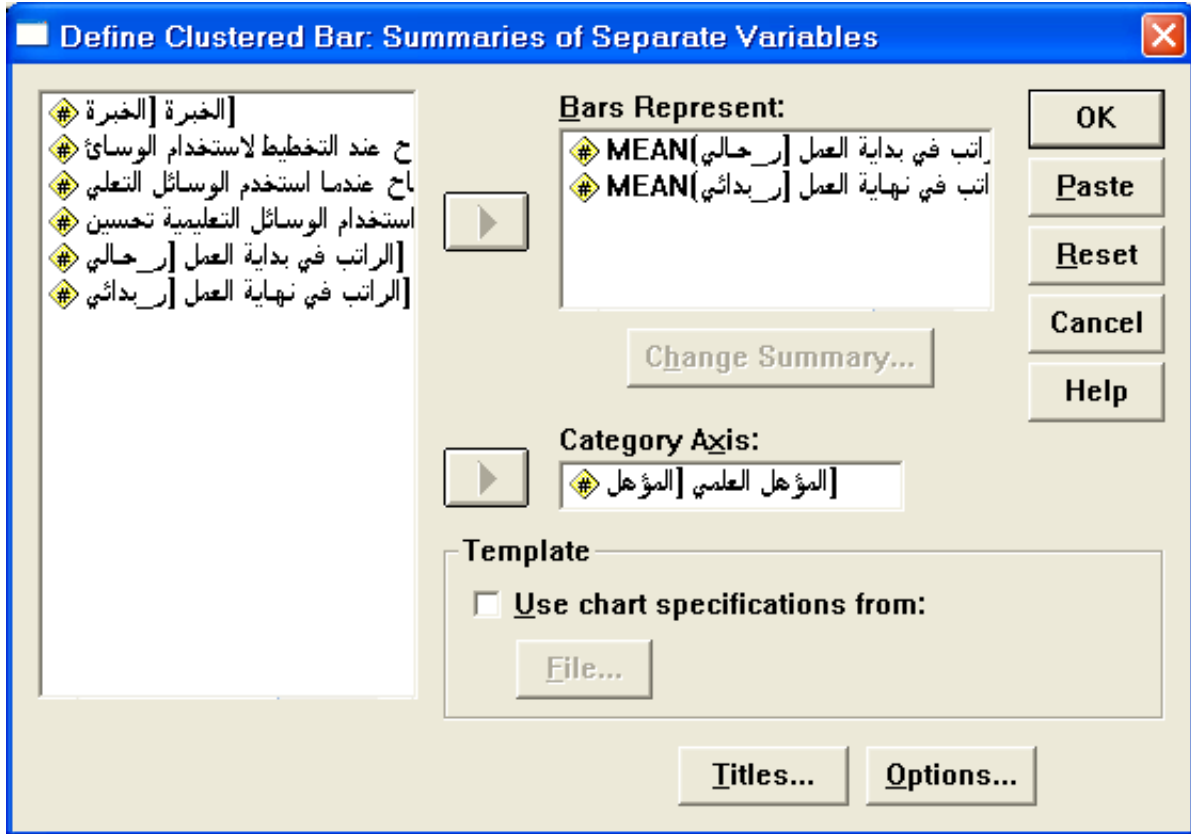 Define Clustered Bar: Summaries of Separate Variables
الخبرة [الخبرة]
ح عند التخطيط لاستخدام الوسائ
اح عندما استخدم الوسائل التعلي
استخدام الوسائل التعليمية تحسين
الراتب في بداية العمل [ر_حالي]
الراتب في نهاية العمل [ر_بدائي]
Bars Represent:
MEAN(راتب في بداية العمل [ر_حالي
MEAN(اتب في نهاية العمل [ر_بدائي
Change Summary...
Category Axis:
المؤهل العلمي [المؤهل]
Template
Use chart specifications from:
File...
Titles...
Options...
OK
Paste
Reset
Cancel
Help